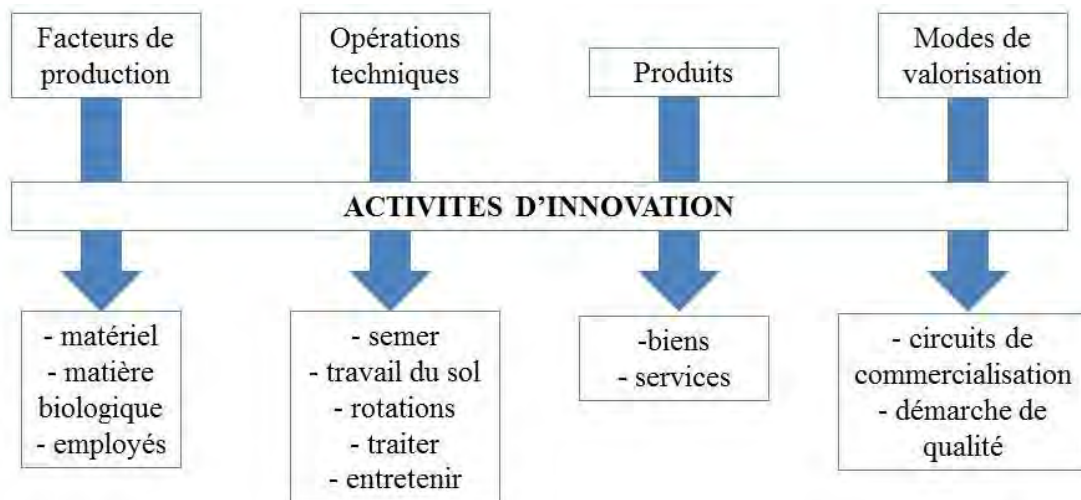 Facteurs de
production
Opérations
techniques
Produits
Modes de
valorisation
ACTIVITES D'INNOVATION
- matériel
- matière
biologique
- employés
- semer
- travail du sol
- rotations
- traiter
- entretenir
-biens
- services
- circuits de
commercialisation
- démarche de
qualité